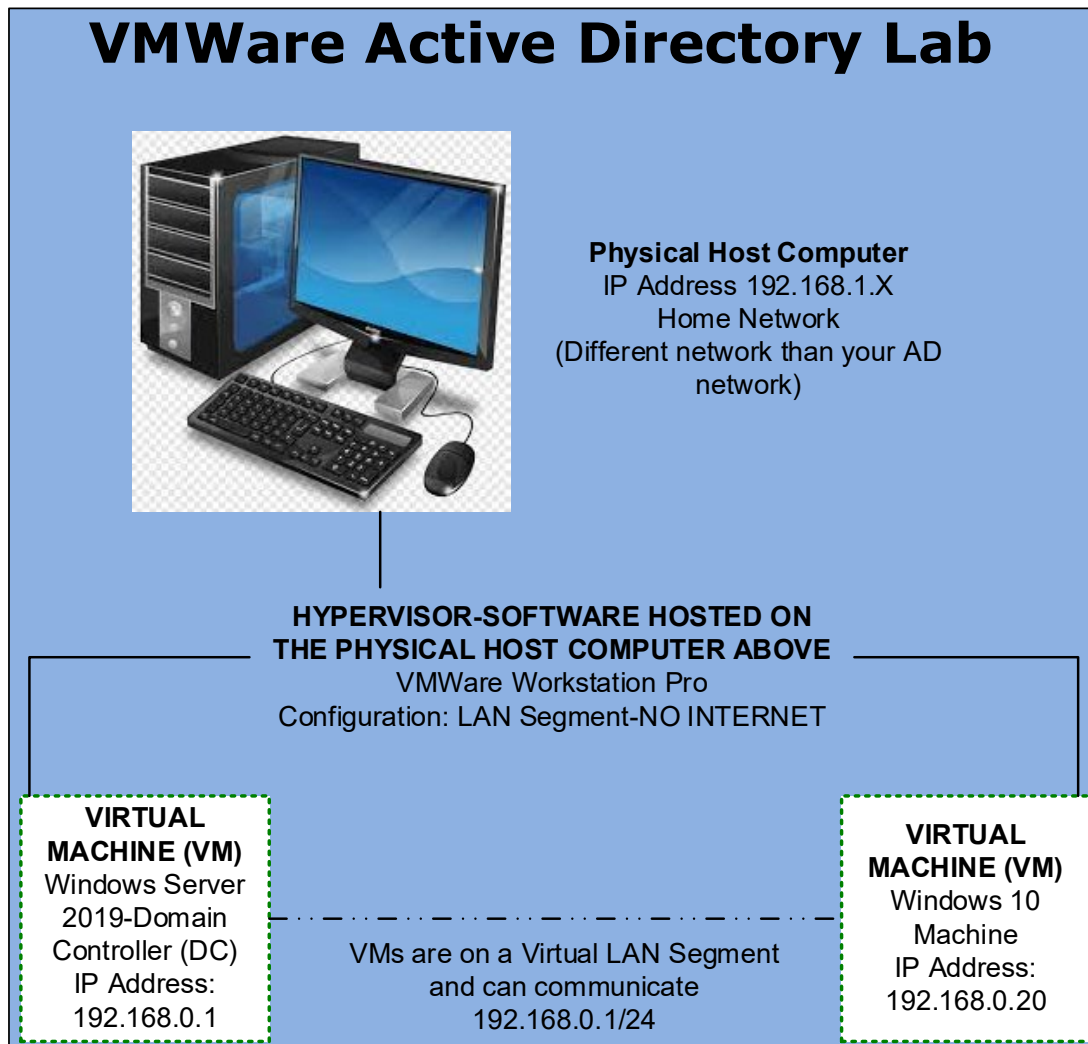 VMWare Active Directory Lab
Physical Host Computer
IP Address 192.168.1.X
Home Network
(Different network than your AD
network)
HYPERVISOR-SOFTWARE HOSTED ON
THE PHYSICAL HOST COMPUTER ABOVE
VMWare Workstation Pro
Configuration: LAN Segment-NO INTERNET
VIRTUAL
MACHINE (VM)
Windows Server
2019-Domain
Controller (DC)
IP Address:
192.168.0.1
VMs are on a Virtual LAN Segment
and can communicate
192.168.0.1/24
VIRTUAL
MACHINE (VM)
Windows 10
Machine
IP Address:
192.168.0.20